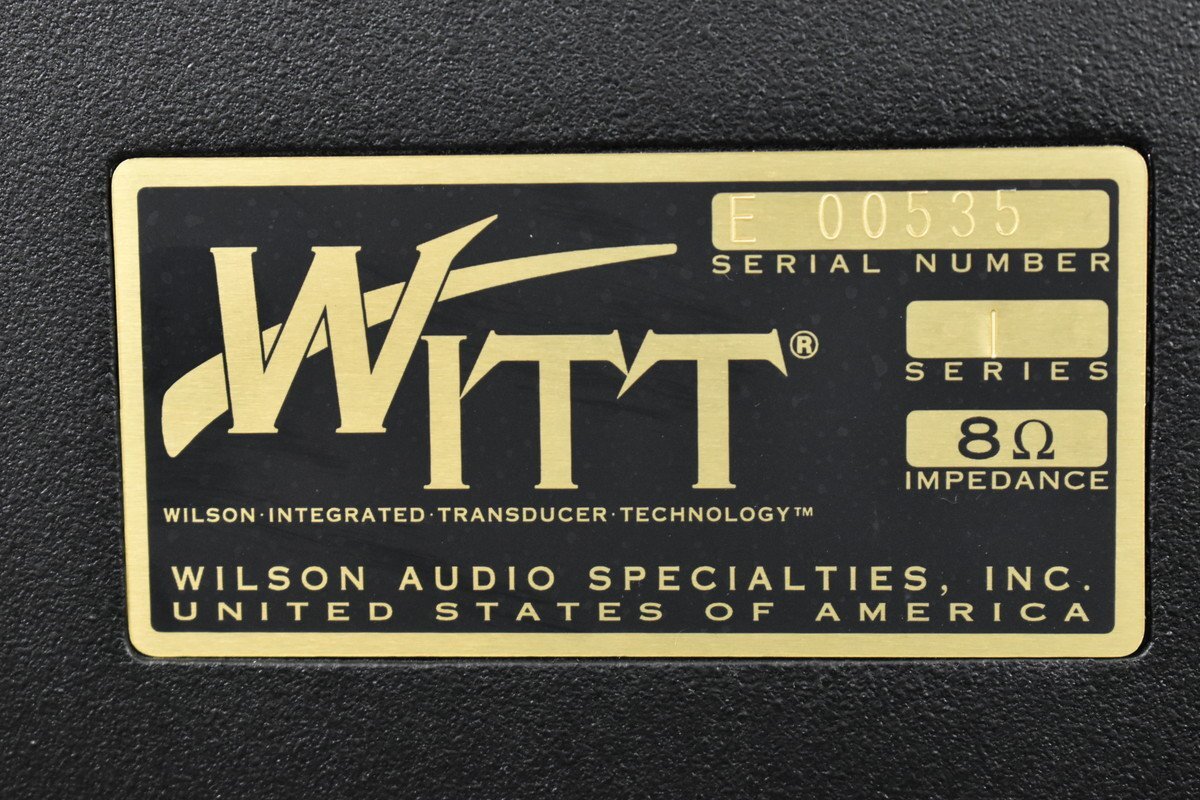 E 00535
SERIAL NUMBER
WITT®
I
SERIES
8Ω
IMPEDANCE
WILSON·INTEGRATED·TRANSDUCER·TECHNOLOGY™
WILSON AUDIO SPECIALTIES, INC.
UNITED STATES OF AMERICA